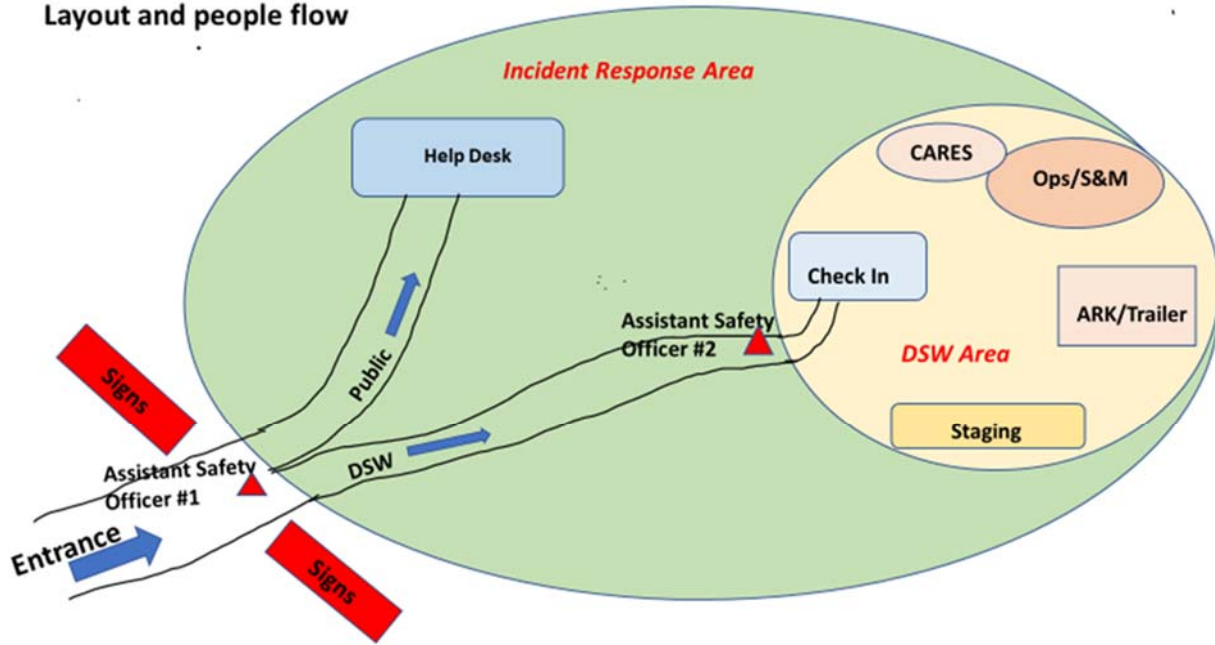 Layout and people flow
Incident Response Area
Help Desk
CARES
Ops/S&M
Check In
ARK/Trailer
Assistant Safety
Officer #2
DSW Area
Staging
Public
DSW
Signs
Assistant Safety
Officer #1
Entrance
Signs